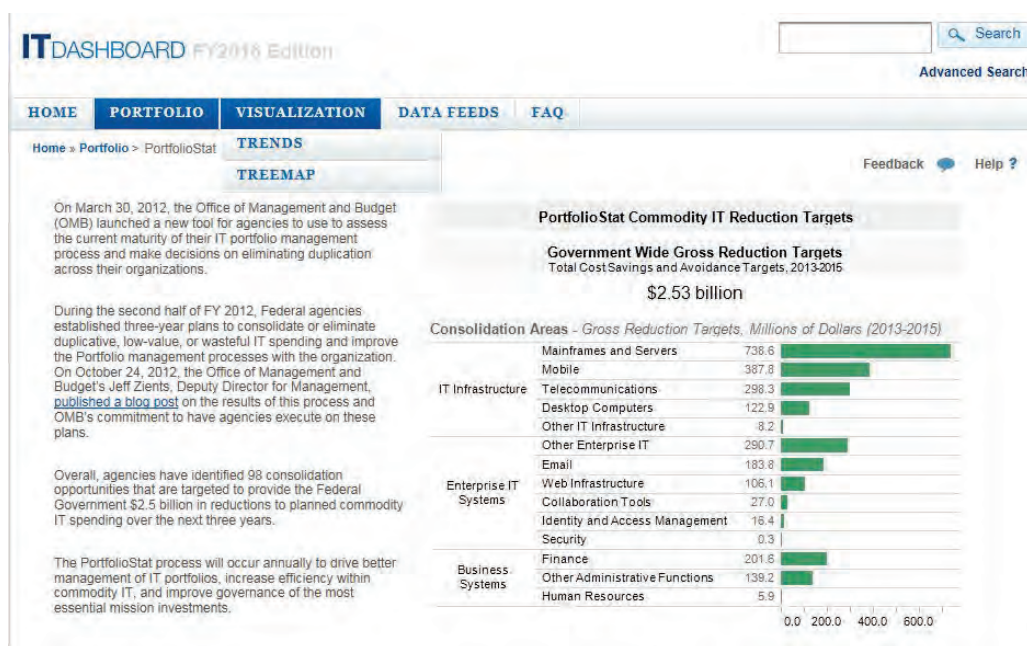 ITDASHBOARD FY2016 Edition
Search
Advanced Search
HOME PORTFOLIO VISUALIZATION DATA FEEDS FAQ
Home » Portfolio > PortfolioStat
TRENDS
TREEMAP
Feedback Help ?
On March 30, 2012, the Office of Management and Budget
(OMB) launched a new tool for agencies to use to assess
the current maturity of their IT portfolio management
process and make decisions on eliminating duplication
across their organizations.
During the second half of FY 2012, Federal agencies
established three-year plans to consolidate or eliminate
duplicative, low-value, or wasteful IT spending and improve
the Portfolio management processes with the organization.
On October 24, 2012, the Office of Management and
Budget's Jeff Zients, Deputy Director for Management,
published a blog post on the results of this process and
OMB's commitment to have agencies execute on these
plans.
Overall, agencies have identified 98 consolidation
opportunities that are targeted to provide the Federal
Government $2.5 billion in reductions to planned commodity
IT spending over the next three years.
The PortfolioStat process will occur annually to drive better
management of IT portfolios, increase efficiency within
commodity IT, and improve governance of the most
essential mission investments.
PortfolioStat Commodity IT Reduction Targets
Government Wide Gross Reduction Targets
Total Cost Savings and Avoidance Targets, 2013-2015
$2.53 billion
Consolidation Areas - Gross Reduction Targets, Millions of Dollars (2013-2015)
IT Infrastructure
Mainframes and Servers 738.6
Mobile 387.8
Telecommunications 298.3
Desktop Computers 122.9
Other IT Infrastructure 8.2
Enterprise IT
Systems
Other Enterprise IT 290.7
Email 183.8
Web Infrastructure 106.1
Collaboration Tools 27.0
Identity and Access Management 16.4
Security 0.3
Business
Systems
Finance 201.6
Other Administrative Functions 139.2
Human Resources 5.9
0.0 200.0 400.0 600.0